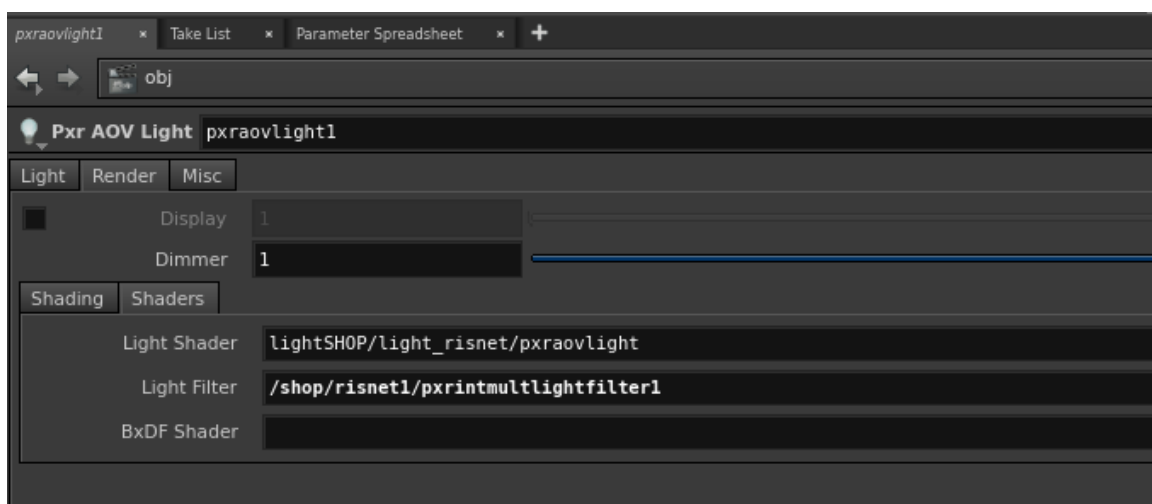 pxraovlight1 × Take List × Parameter Spreadsheet × +
obj
Pxr AOV Light pxraovlight1
Light Render Misc
Display 1
Dimmer 1
Shading Shaders
Light Shader lightSHOP/light_risnet/pxraovlight
Light Filter /shop/risnet1/pxrintmultlightfilter1
BxDF Shader